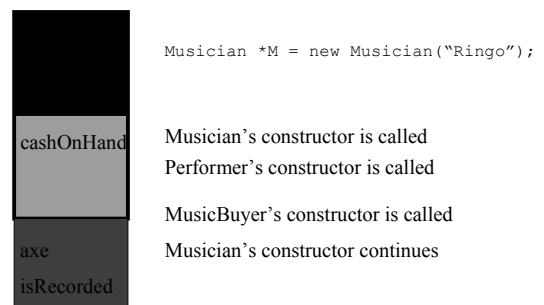 Musician *M = new Musician(“Ringo”);
cashOnHand
Musician’s constructor is called
Performer’s constructor is called
MusicBuyer’s constructor is called
axe
Musician’s constructor continues
isRecorded